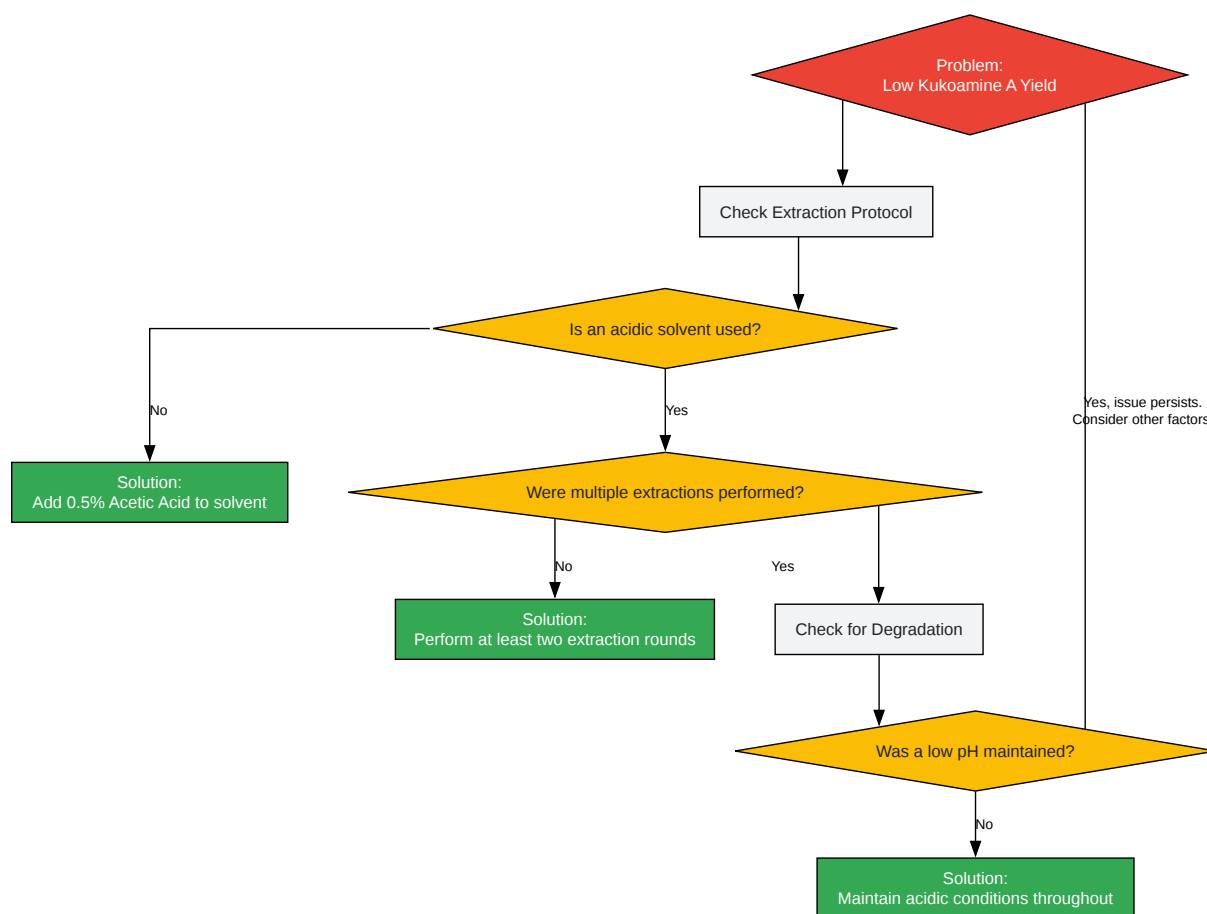 Problem:
Low Kukoamine A Yield
Check Extraction Protocol
Is an acidic solvent used?
No
Yes
Yes, issue persists.
Consider other factors
Solution:
Add 0.5% Acetic Acid to solvent
Were multiple extractions performed?
No
Yes
Solution:
Perform at least two extraction rounds
Check for Degradation
Was a low pH maintained?
No
Solution:
Maintain acidic conditions throughout